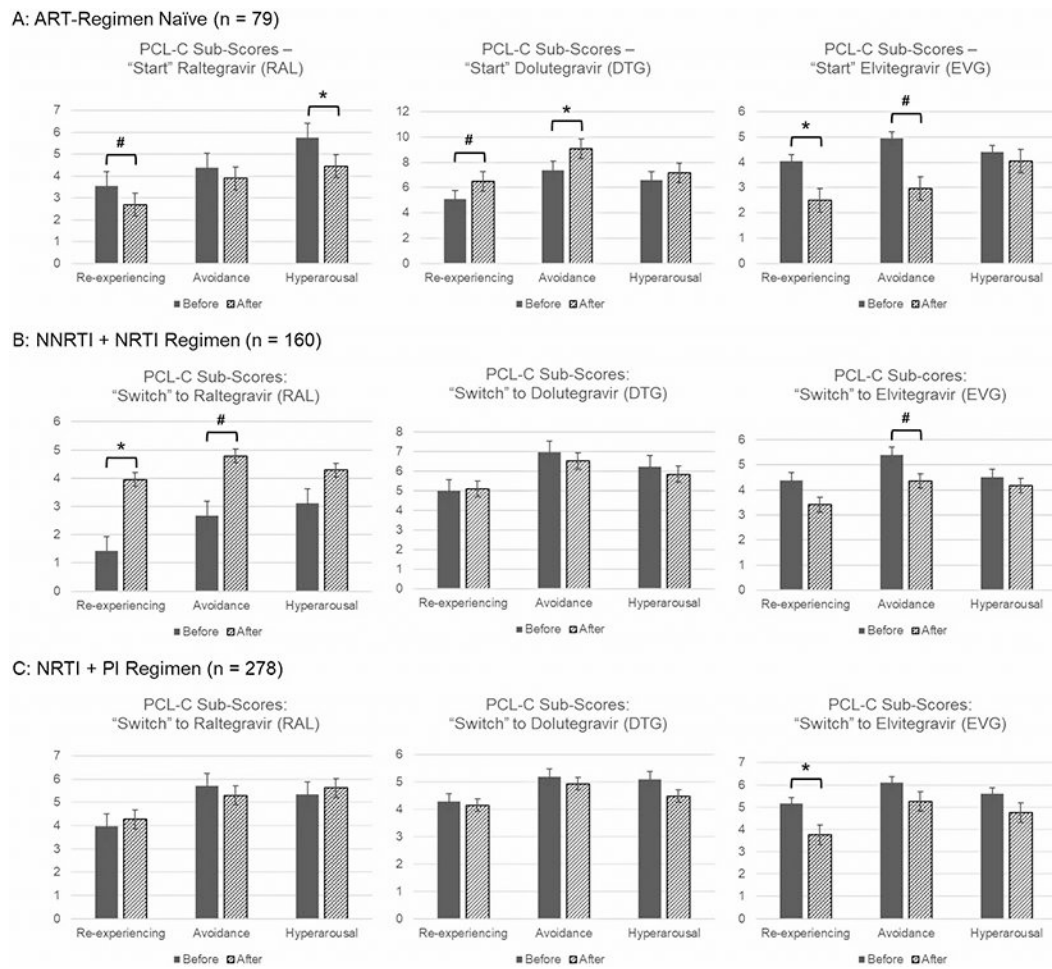 A: ART-Regimen Naïve (n = 79)
PCL-C Sub-Scores –
“Start” Raltegravir (RAL)
7
6
5
4
3
2
1
0
#
*
Re-experiencing Avoidance Hyperarousal
Before After
PCL-C Sub-Scores –
“Start” Dolutegravir (DTG)
12
10
8
6
4
2
0
#
*
Re-experiencing Avoidance Hyperarousal
Before After
PCL-C Sub-Scores –
“Start” Elvitegravir (EVG)
6
5
4
3
2
1
0
*
#
Re-experiencing Avoidance Hyperarousal
Before After
B: NNRTI + NRTI Regimen (n = 160)
PCL-C Sub-Scores:
“Switch” to Raltegravir (RAL)
6
5
4
3
2
1
0
*
#
Re-experiencing Avoidance Hyperarousal
Before After
PCL-C Sub-Scores:
“Switch” to Dolutegravir (DTG)
8
7
6
5
4
3
2
1
0
Re-experiencing Avoidance Hyperarousal
Before After
PCL-C Sub-cores:
“Switch” to Elvitegravir (EVG)
6
5
4
3
2
1
0
#
Re-experiencing Avoidance Hyperarousal
Before After
C: NRTI + PI Regimen (n = 278)
PCL-C Sub-Scores:
“Switch” to Raltegravir (RAL)
7
6
5
4
3
2
1
0
Re-experiencing Avoidance Hyperarousal
Before After
PCL-C Sub-Scores:
“Switch” to Dolutegravir (DTG)
6
5
4
3
2
1
0
Re-experiencing Avoidance Hyperarousal
Before After
PCL-C Sub-Scores:
“Switch” to Elvitegravir (EVG)
7
6
5
4
3
2
1
0
*
Re-experiencing Avoidance Hyperarousal
Before After